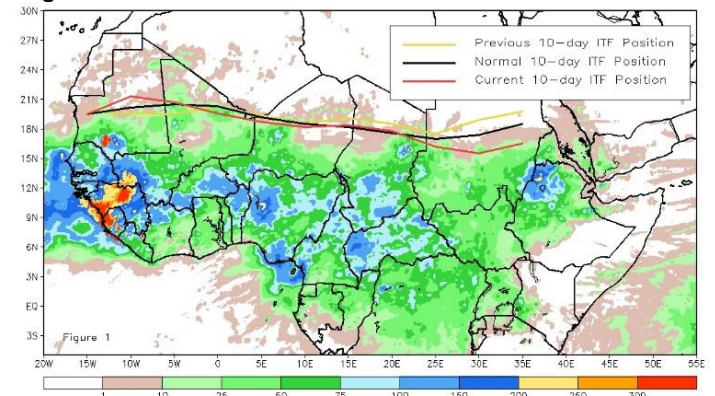 30N
27N
24N
21N
18N
15N
12N
9N
6N
3N
EQ
3S
Previous 10-day ITF Position
Normal 10-day ITF Position
Current 10-day ITF Position
Figure 1
20W 15W 10W 5W 0 5E 10E 15E 20E 25E 30E 35E 40E 45E 50E 55E
1 10 25 50 75 100 150 200 250 300